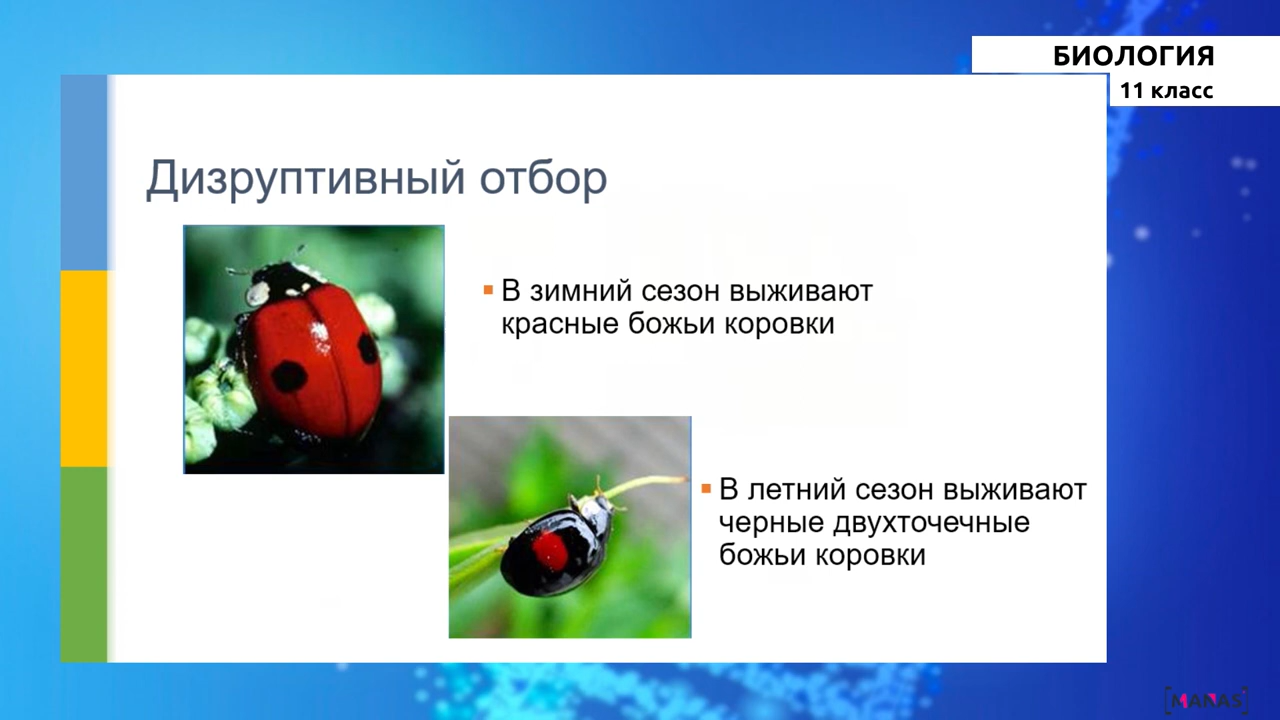 БИОЛОГИЯ
11 класс
Дизруптивный отбор
▪ В зимний сезон выживают
красные божьи коровки
▪ В летний сезон выживают
черные двухточечные
божьи коровки
[MANAS]